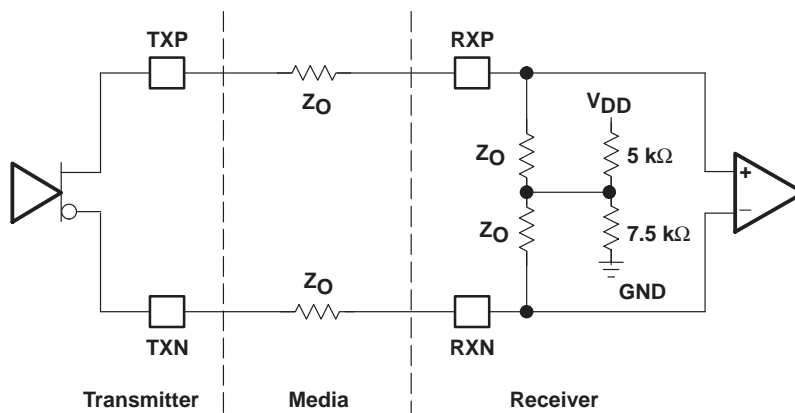 TXP
RXP
ZO
VDD
ZO
5 kΩ
+
ZO
7.5 kΩ
−
ZO
GND
TXN
RXN
Transmitter
Media
Receiver